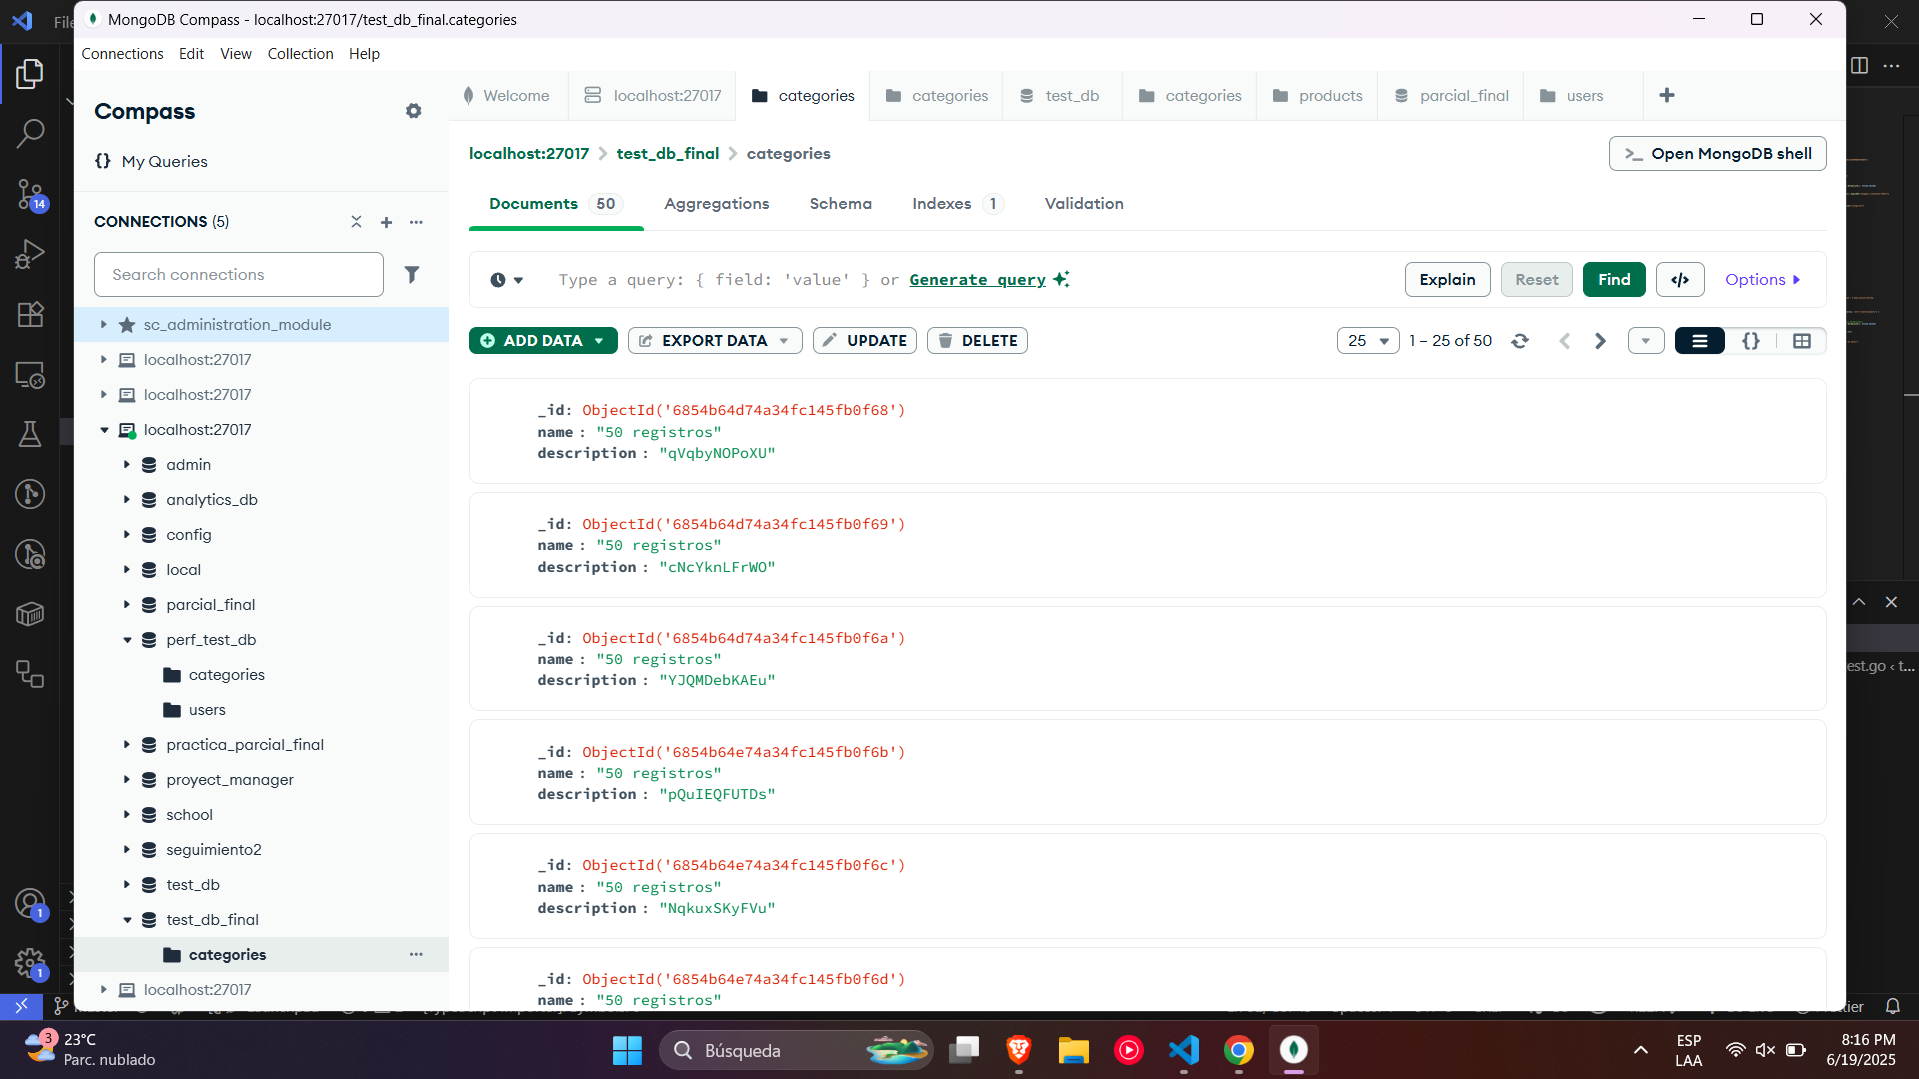 File
MongoDB Compass - localhost:27017/test_db_final.categories
Connections Edit View Collection Help
Compass
My Queries
CONNECTIONS (5)
Search connections
sc_administration_module
localhost:27017
localhost:27017
localhost:27017
admin
analytics_db
config
local
parcial_final
perf_test_db
categories
users
practica_parcial_final
proyect_manager
school
seguimiento2
test_db
test_db_final
categories
localhost:27017
Welcome localhost:27017 categories categories test_db categories products parcial_final users
localhost:27017 > test_db_final > categories
>_ Open MongoDB shell
Documents 50 Aggregations Schema Indexes 1 Validation
Type a query: { field: 'value' } or Generate query
Explain Reset Find </> Options
ADD DATA EXPORT DATA UPDATE DELETE
25 1 – 25 of 50 {}
_id: ObjectId('6854b64d74a34fc145fb0f68')
name : "50 registros"
description : "qVqbyNOPoXU"
_id: ObjectId('6854b64d74a34fc145fb0f69')
name : "50 registros"
description : "cNcYknLFrWO"
_id: ObjectId('6854b64d74a34fc145fb0f6a')
name : "50 registros"
description : "YJQMDebKAEu"
_id: ObjectId('6854b64e74a34fc145fb0f6b')
name : "50 registros"
description : "pQuIEQFUTDs"
_id: ObjectId('6854b64e74a34fc145fb0f6c')
name : "50 registros"
description : "NqkuxSKyFVu"
_id: ObjectId('6854b64e74a34fc145fb0f6d')
name : "50 registros"
14
1
1
est.go ‹ t...
3
23°C
Parc. nublado
Búsqueda
ESP
LAA
8:16 PM
6/19/2025